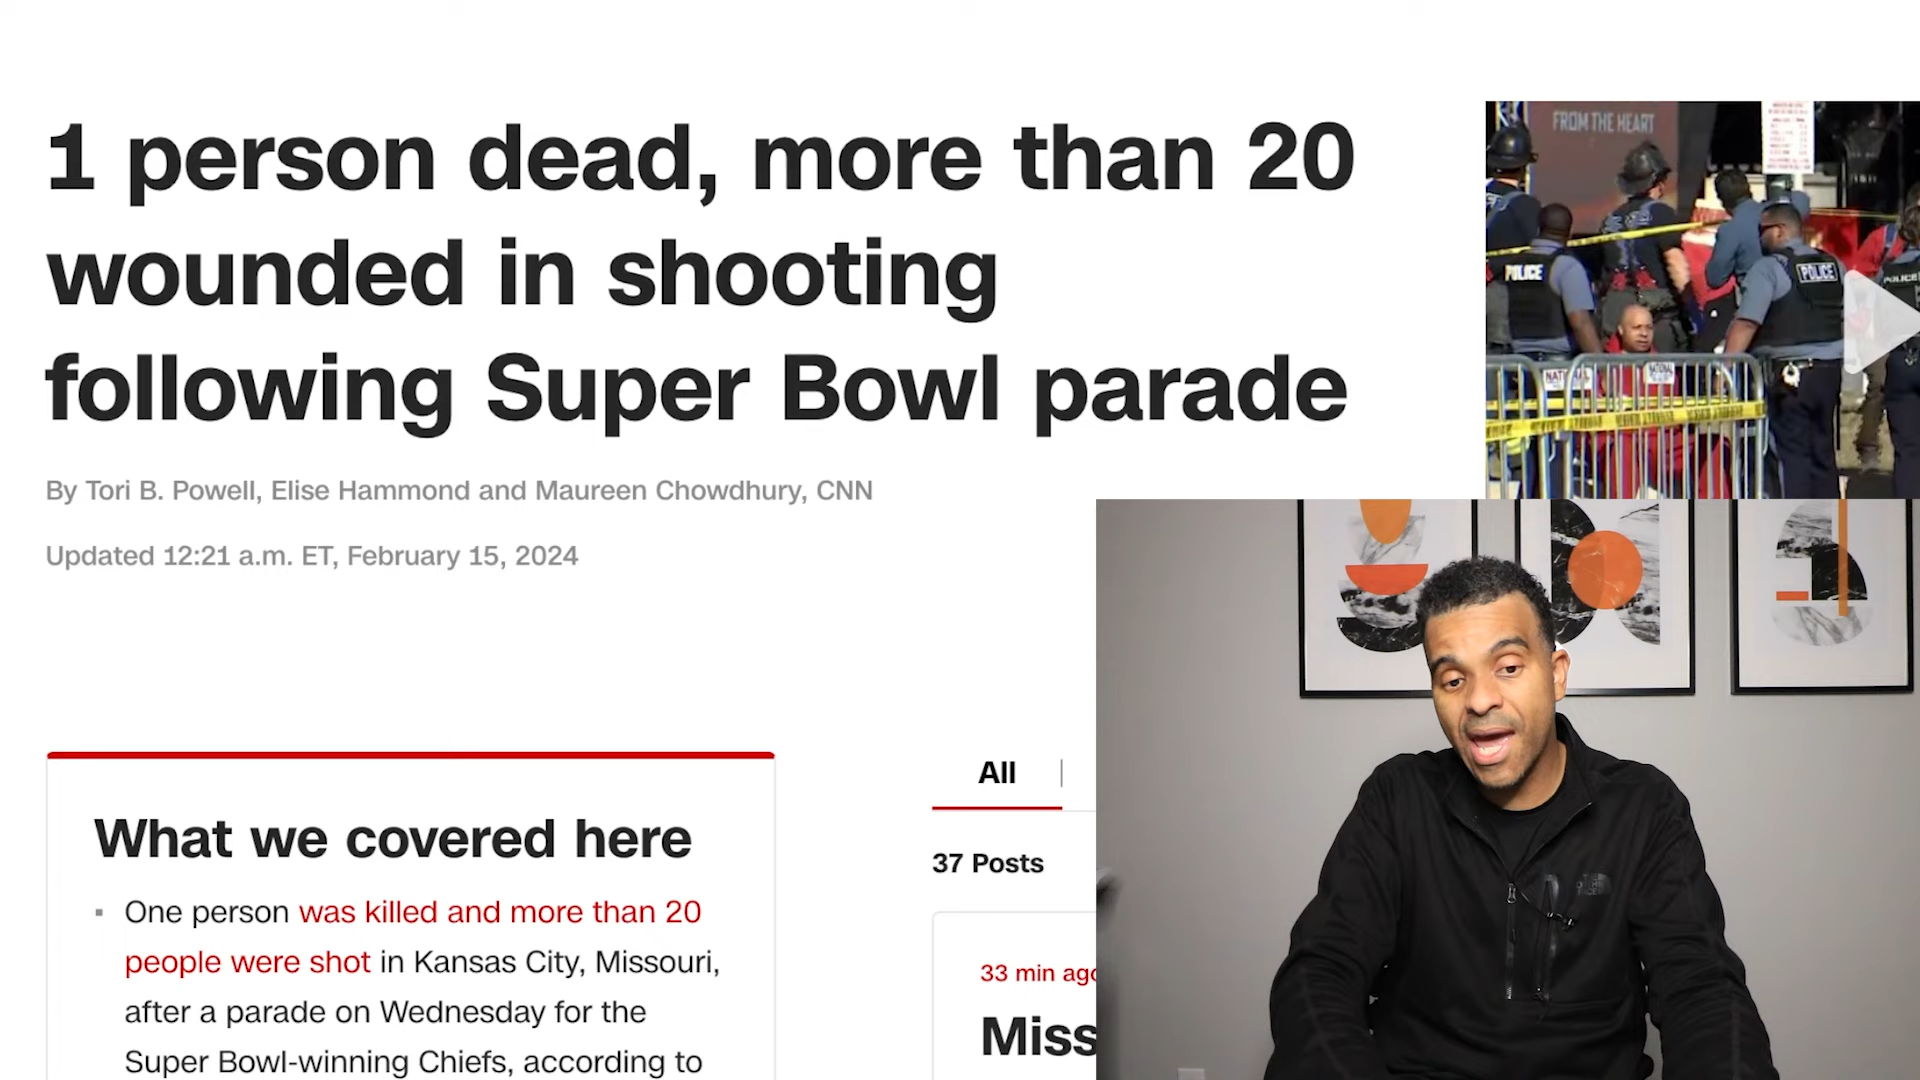 1 person dead, more than 20
wounded in shooting
following Super Bowl parade
By Tori B. Powell, Elise Hammond and Maureen Chowdhury, CNN
Updated 12:21 a.m. ET, February 15, 2024
FROM THE HEART
POLICE
POLICE
POLICE
What we covered here
▪ One person was killed and more than 20
people were shot in Kansas City, Missouri,
after a parade on Wednesday for the
Super Bowl-winning Chiefs, according to
All |
37 Posts
33 min ago
Miss